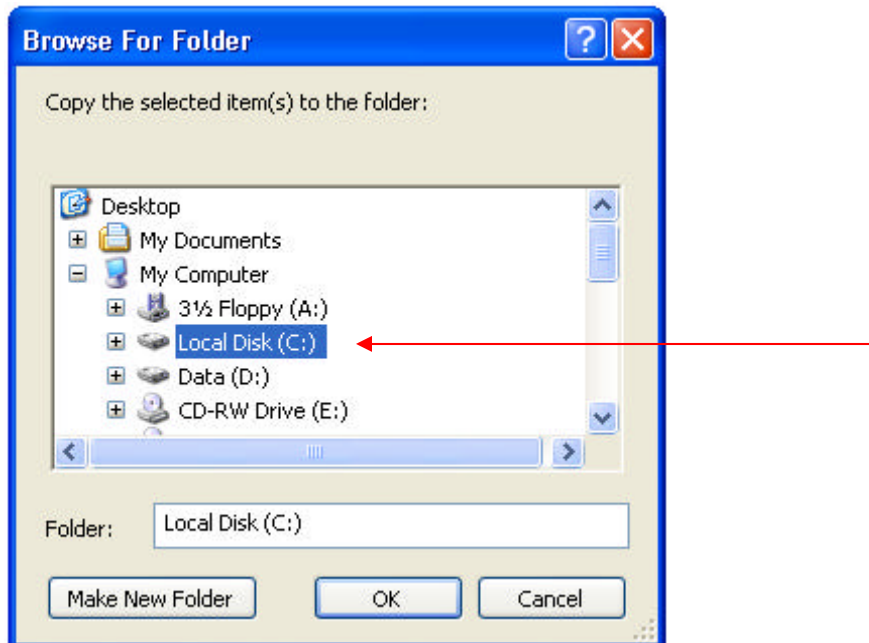 Browse For Folder
Copy the selected item(s) to the folder:
Desktop
My Documents
My Computer
3½ Floppy (A:)
Local Disk (C:)
Data (D:)
CD-RW Drive (E:)
Folder: Local Disk (C:)
Make New Folder OK Cancel